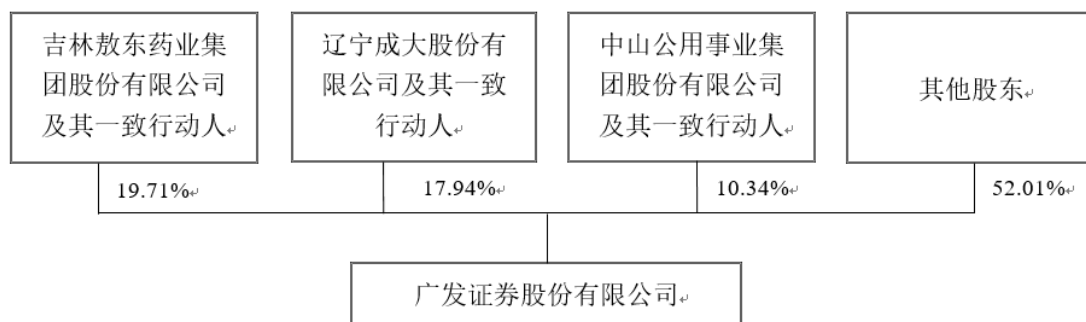 吉林敖东药业集
团股份有限公司
及其一致行动人
辽宁成大股份有
限公司及其一致
行动人
中山公用事业集
团股份有限公司
及其一致行动人
其他股东
19.71%
17.94%
10.34%
52.01%
广发证券股份有限公司